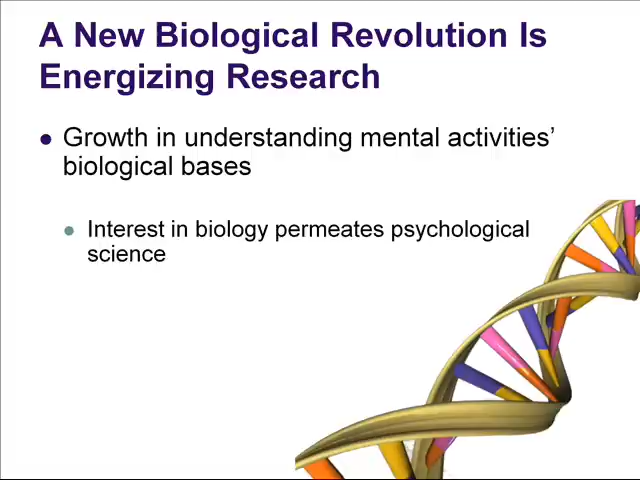 A New Biological Revolution Is
Energizing Research
Growth in understanding mental activities’
biological bases
Interest in biology permeates psychological
science